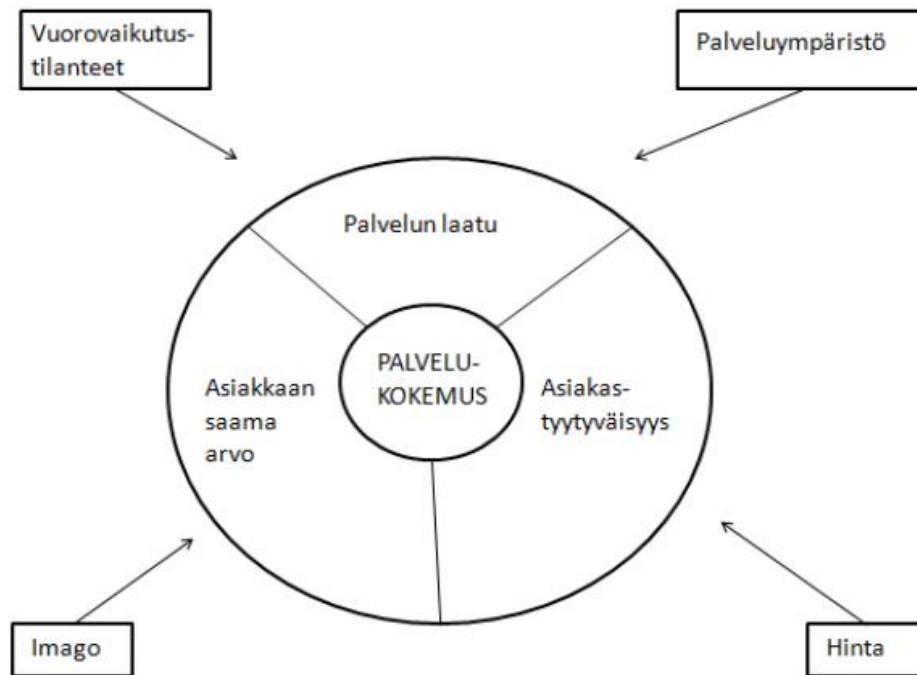 Vuorovaikutus-
tilanteet
Palveluympäristö
Palvelun laatu
PALVELU-
KOKEMUS
Asiakkaan
saama
arvo
Asiakas-
tyytyväisyys
Imago
Hinta